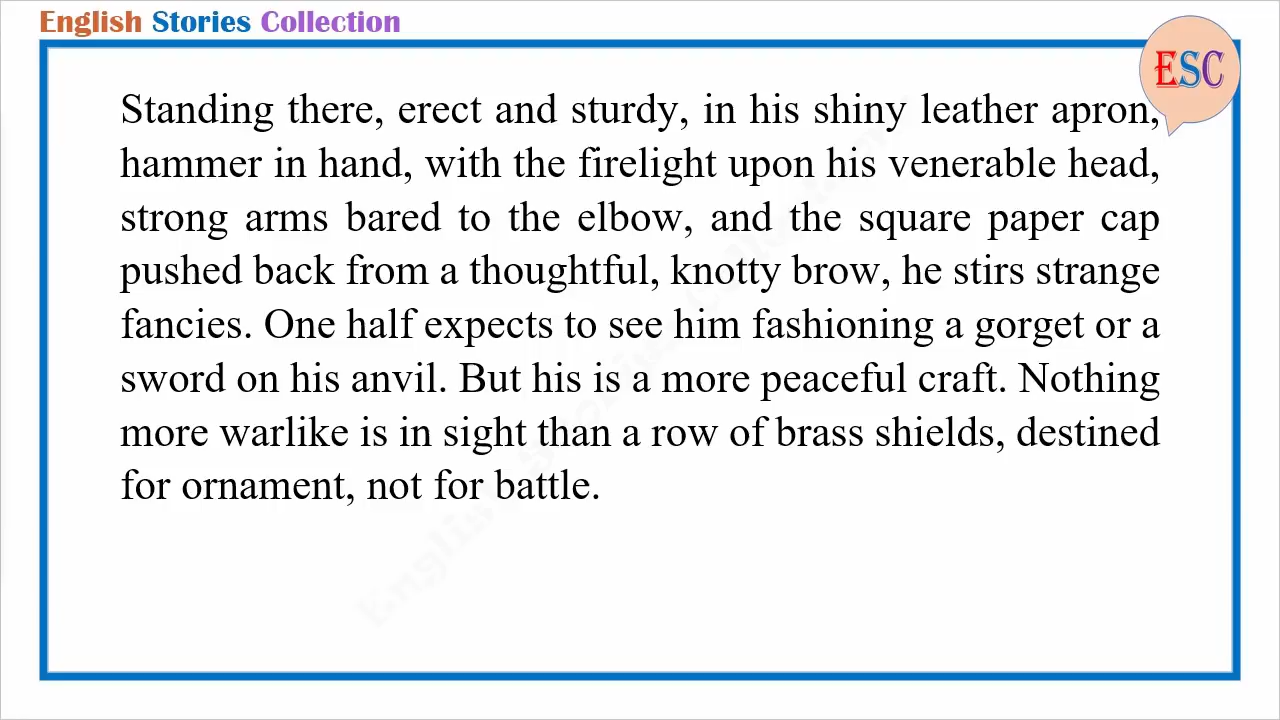 English Stories Collection
ESC
Standing there, erect and sturdy, in his shiny leather apron,
hammer in hand, with the firelight upon his venerable head,
strong arms bared to the elbow, and the square paper cap
pushed back from a thoughtful, knotty brow, he stirs strange
fancies. One half expects to see him fashioning a gorget or a
sword on his anvil. But his is a more peaceful craft. Nothing
more warlike is in sight than a row of brass shields, destined
for ornament, not for battle.